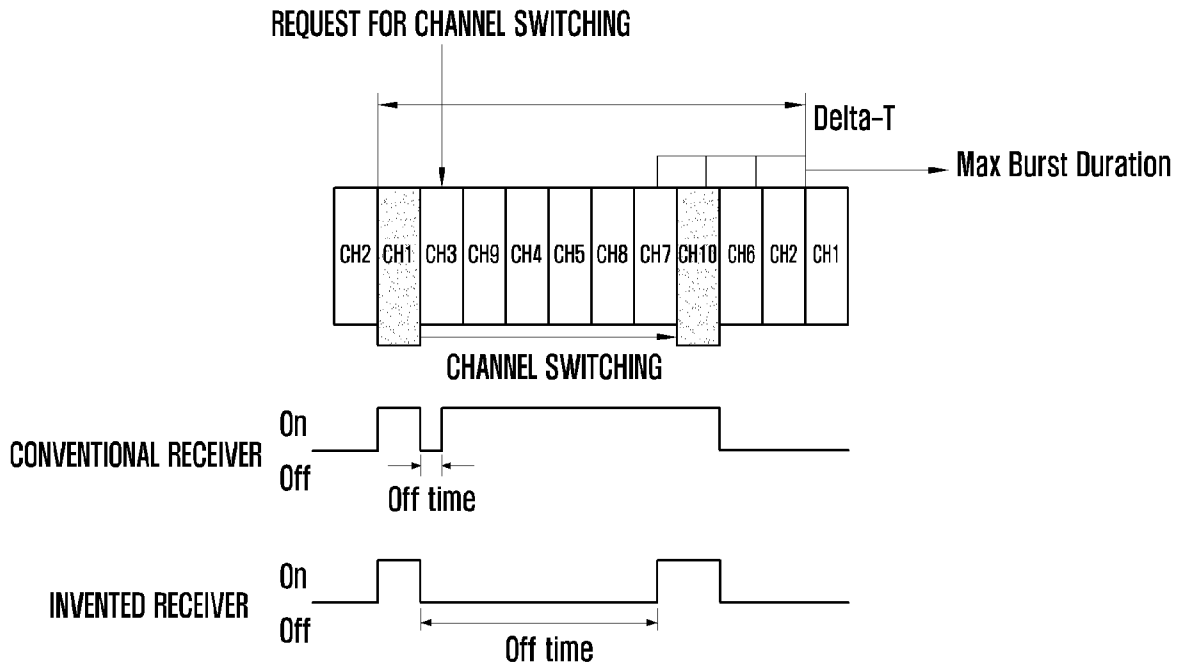 REQUEST FOR CHANNEL SWITCHING
Delta-T
Max Burst Duration
CH2 CH1 CH3 CH9 CH4 CH5 CH8 CH7 CH10 CH6 CH2 CH1
CHANNEL SWITCHING
On
CONVENTIONAL RECEIVER
Off
Off time
On
INVENTED RECEIVER
Off
Off time